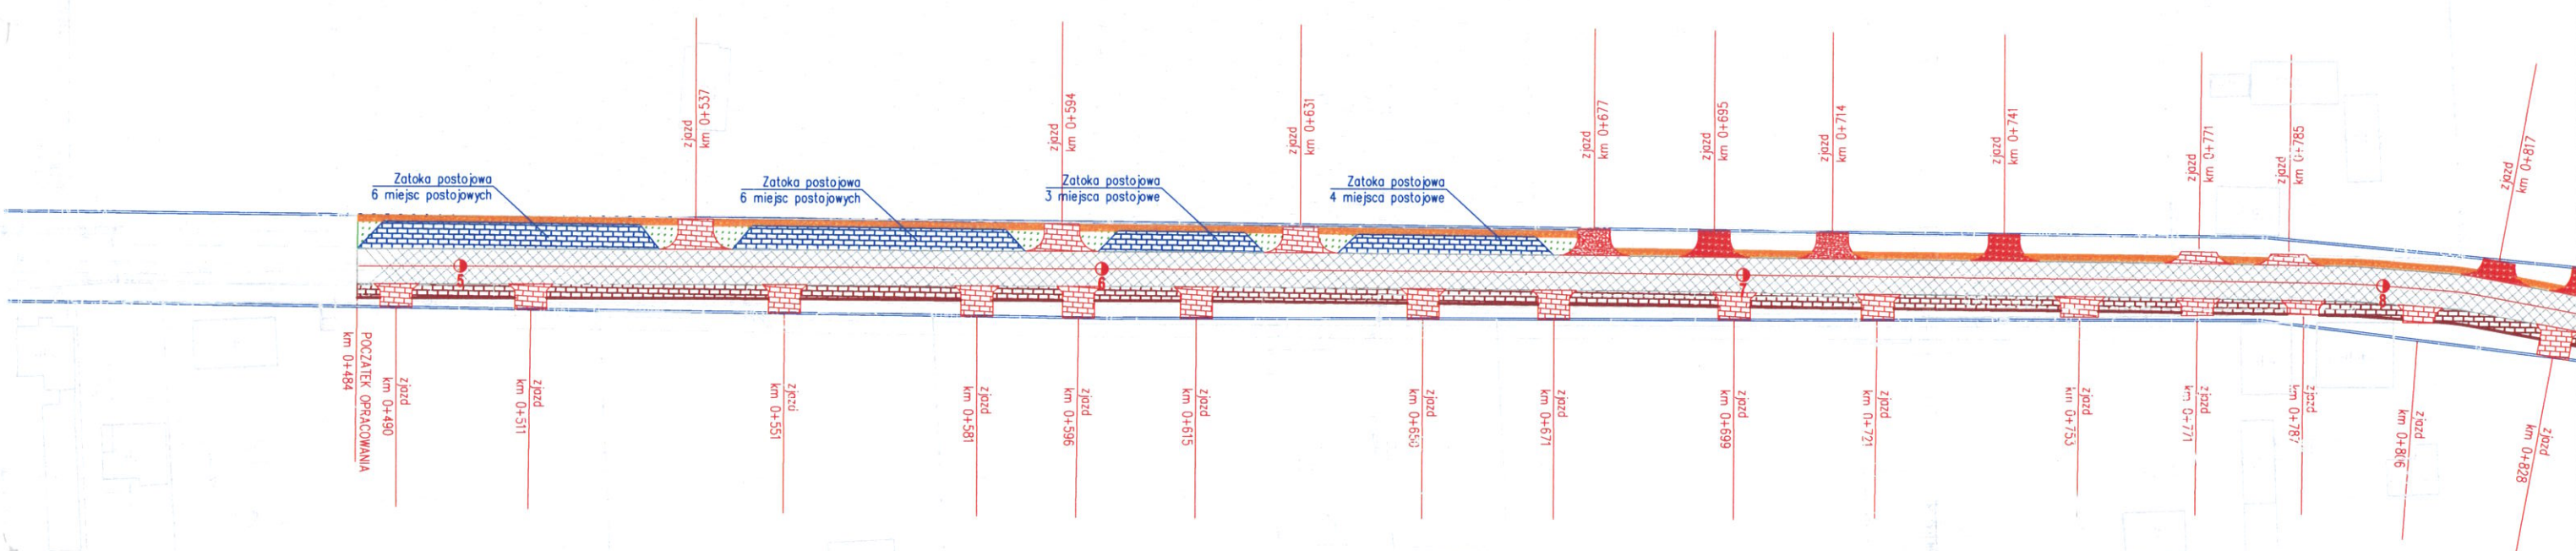 zjazd
km 0+537
zjazd
km 0+594
zjazd
km 0+631
zjazd
km 0+677
zjazd
km 0+695
zjazd
km 0+714
zjazd
km 0+741
zjazd
km 0+771
zjazd
km 0+785
zjazd
km 0+817
Zatoka postojowa
6 miejsc postojowych
Zatoka postojowa
6 miejsc postojowych
Zatoka postojowa
3 miejsca postojowe
Zatoka postojowa
4 miejsca postojowe
5
6
7
8
POCZATEK OPRACOWANIA
km 0+484
zjazd
km 0+490
zjazd
km 0+511
zjazd
km 0+551
zjazd
km 0+581
zjazd
km 0+596
zjazd
km 0+615
zjazd
km 0+650
zjazd
km 0+671
zjazd
km 0+699
zjazd
km 0+721
zjazd
km 0+753
zjazd
km 0+771
zjazd
km 0+787
zjazd
km 0+806
zjazd
km 0+828